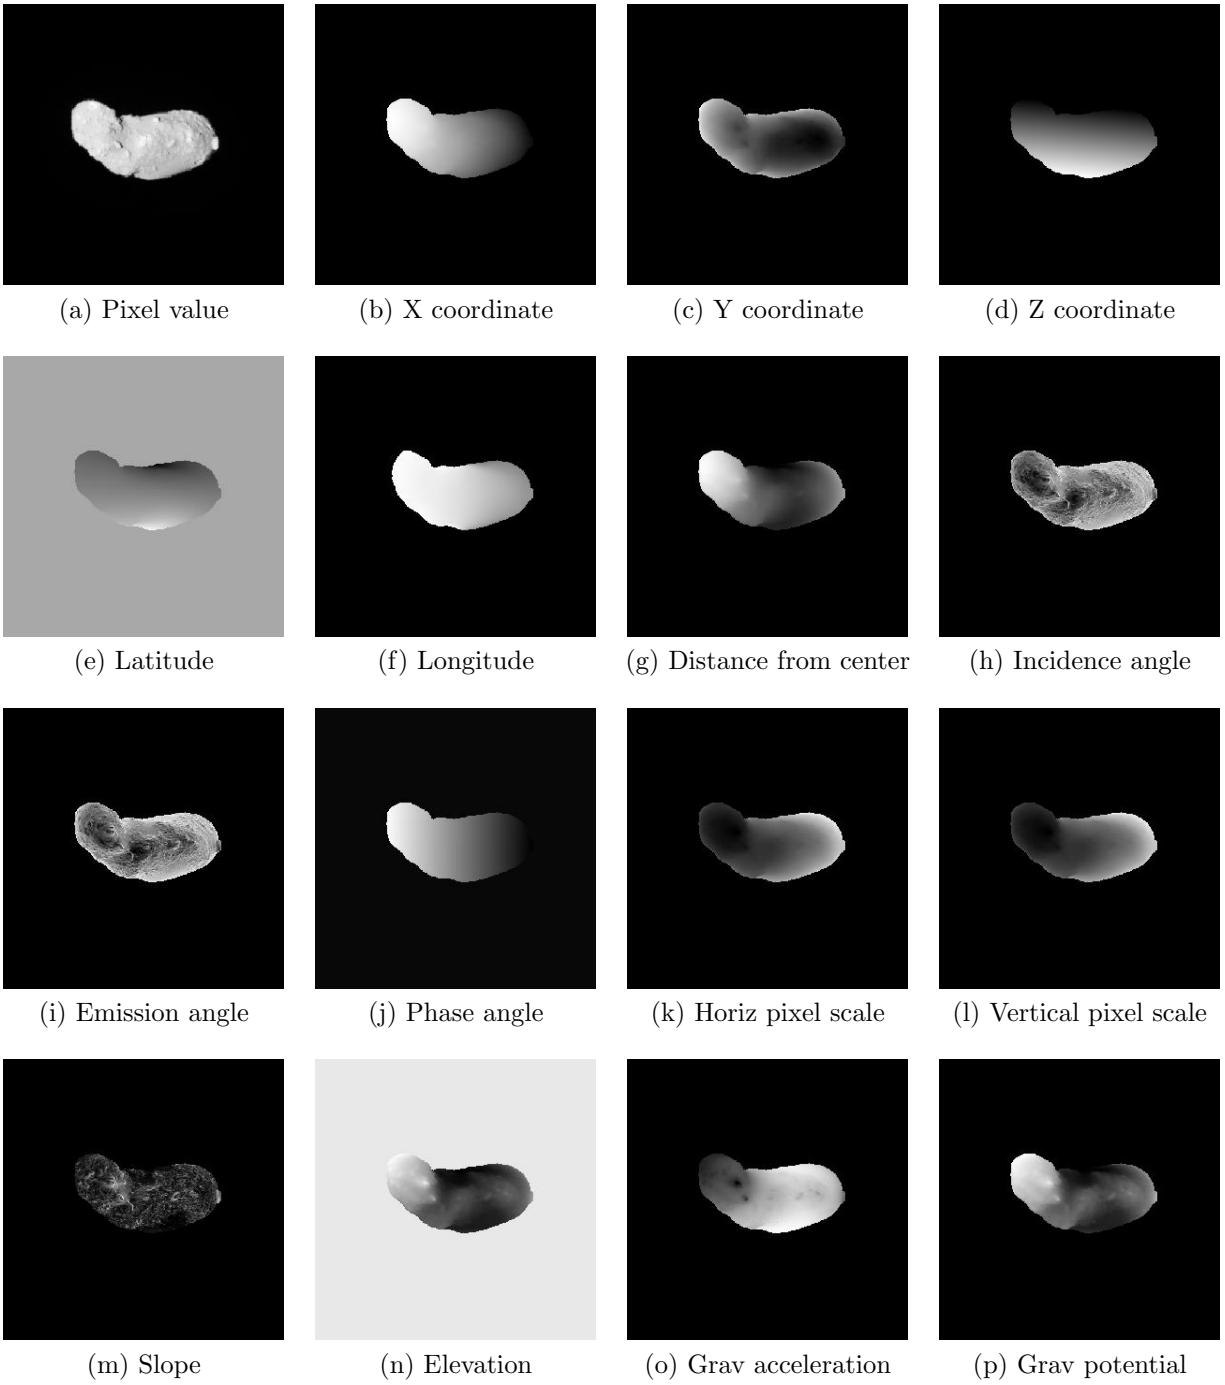 (a) Pixel value
(b) X coordinate
(c) Y coordinate
(d) Z coordinate
(e) Latitude
(f) Longitude
(g) Distance from center
(h) Incidence angle
(i) Emission angle
(j) Phase angle
(k) Horiz pixel scale
(l) Vertical pixel scale
(m) Slope
(n) Elevation
(o) Grav acceleration
(p) Grav potential